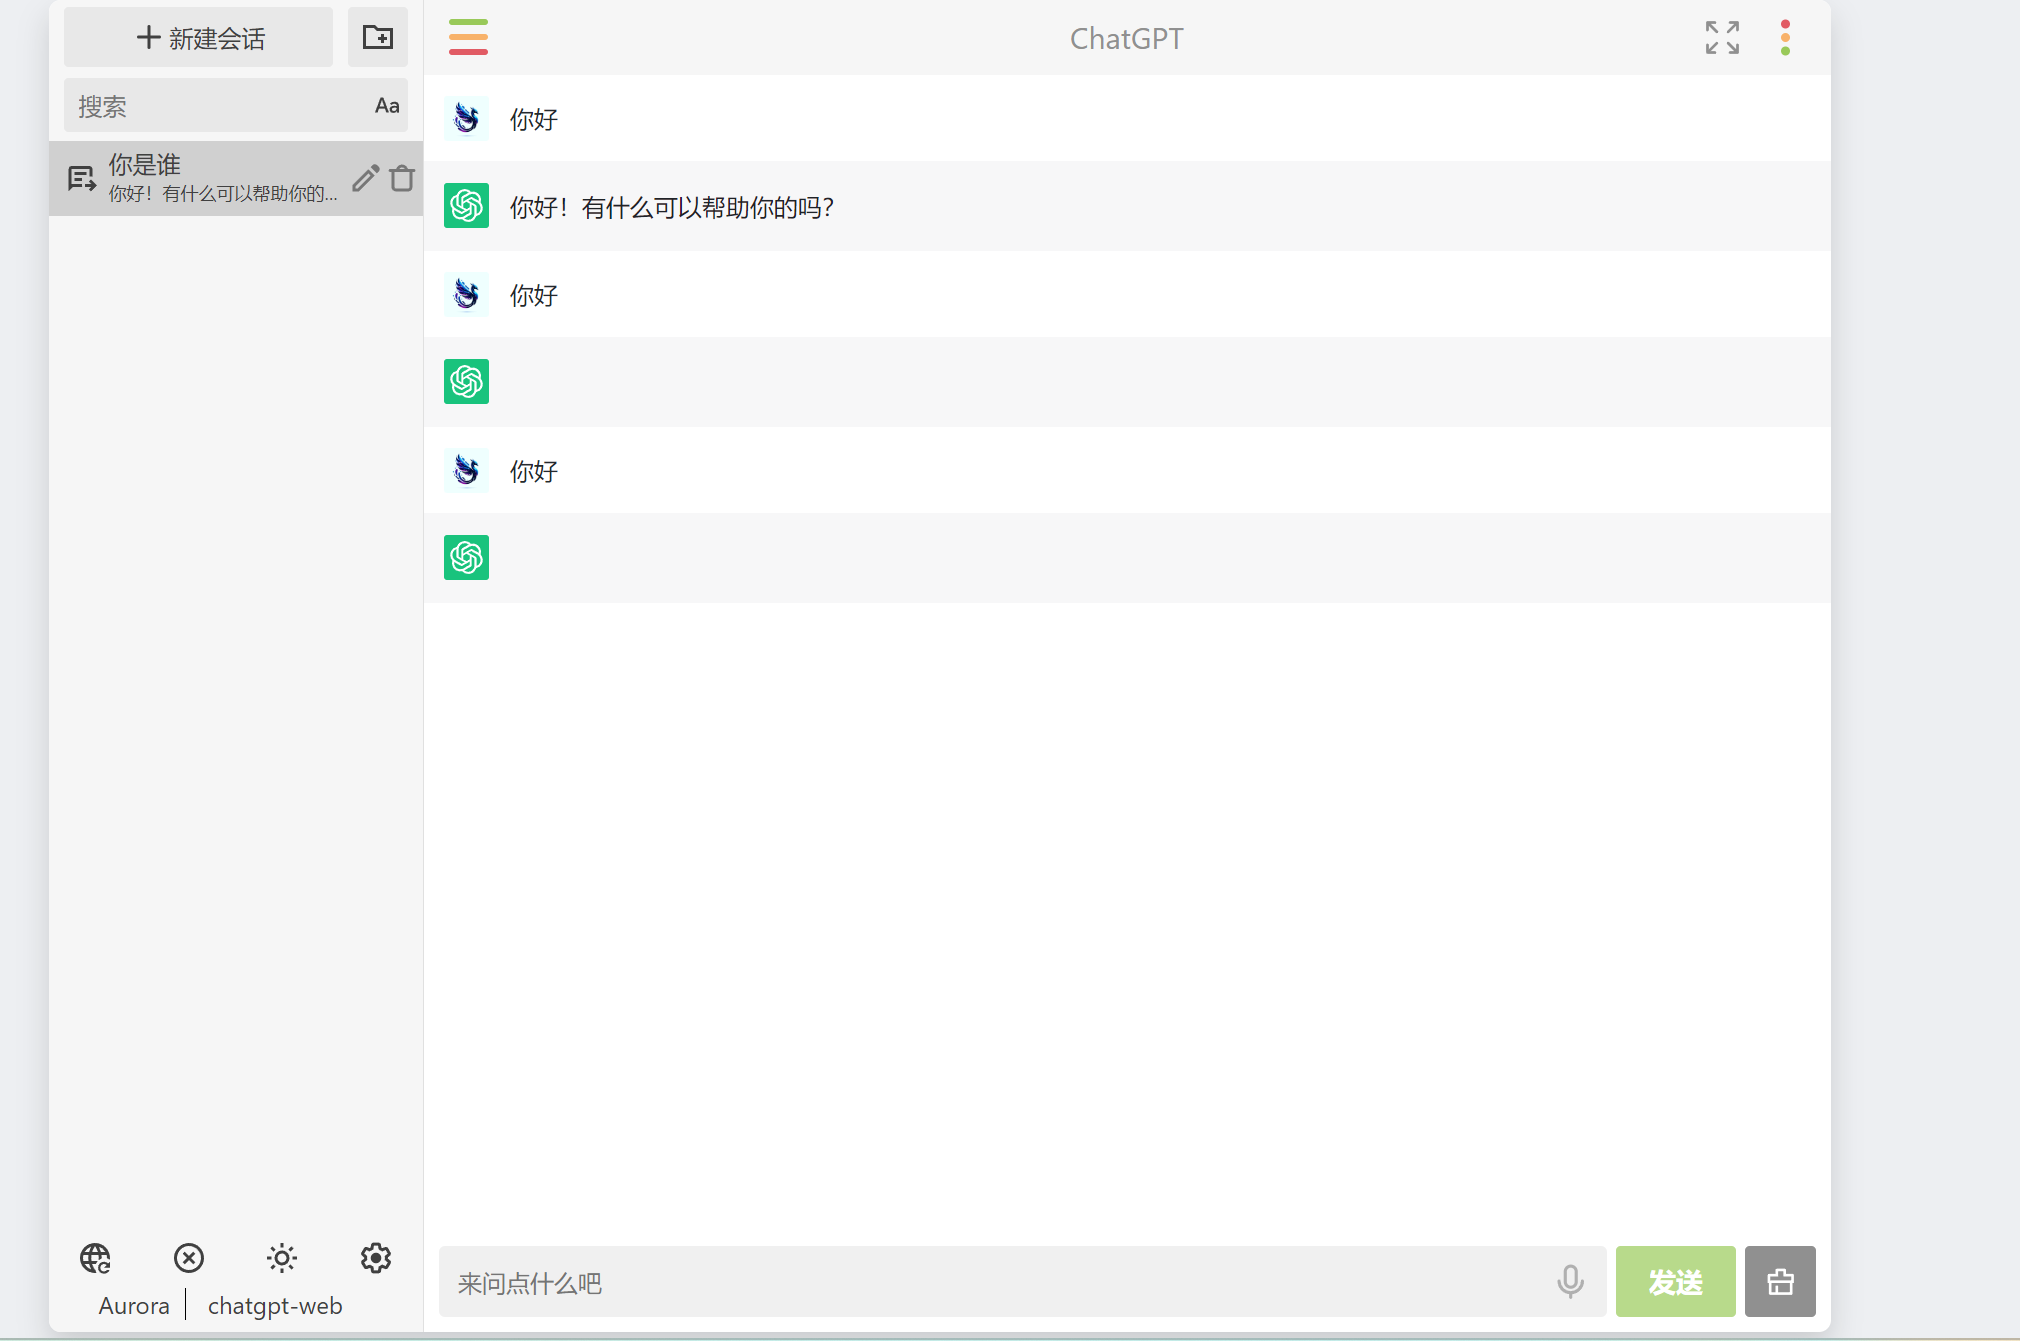 新建会话
搜索
Aa
你是谁
你好！有什么可以帮助你的...
Aurora
chatgpt-web
ChatGPT
你好
你好！有什么可以帮助你的吗？
你好
你好
来问点什么吧
发送